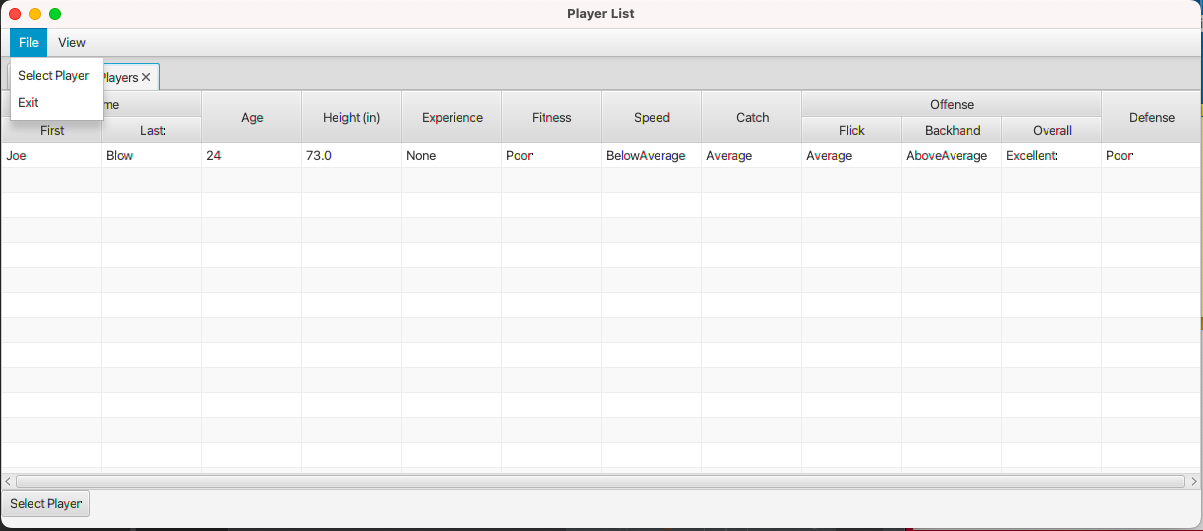 Player List
File View
Select Player
Players
Exit
me
Age Height (in) Experience Fitness Speed Catch Offense Defense
First Last Flick Backhand Overall
Joe Blow 24 73.0 None Poor BelowAverage Average Average AboveAverage Excellent Poor
Select Player